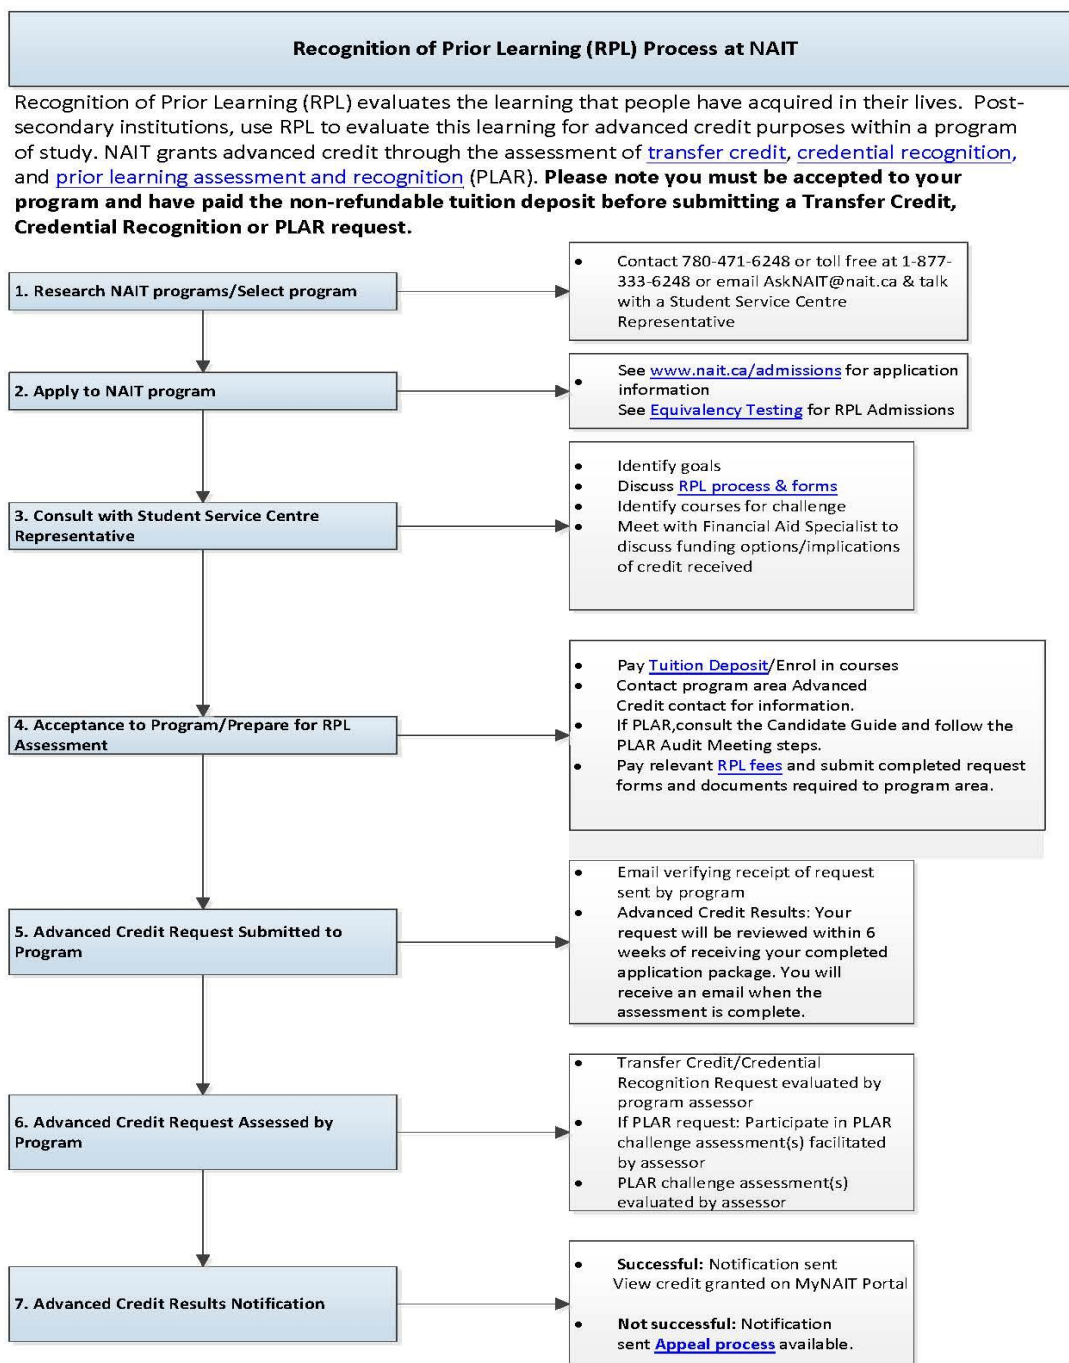 Recognition of Prior Learning (RPL) Process at NAIT
Recognition of Prior Learning (RPL) evaluates the learning that people have acquired in their lives. Post-
secondary institutions, use RPL to evaluate this learning for advanced credit purposes within a program
of study. NAIT grants advanced credit through the assessment of transfer credit, credential recognition,
and prior learning assessment and recognition (PLAR). Please note you must be accepted to your
program and have paid the non-refundable tuition deposit before submitting a Transfer Credit,
Credential Recognition or PLAR request.
1. Research NAIT programs/Select program
• Contact 780-471-6248 or toll free at 1-877-
333-6248 or email AskNAIT@nait.ca & talk
with a Student Service Centre
Representative
2. Apply to NAIT program
• See www.nait.ca/admissions for application
information
See Equivalency Testing for RPL Admissions
3. Consult with Student Service Centre
Representative
• Identify goals
• Discuss RPL process & forms
• Identify courses for challenge
• Meet with Financial Aid Specialist to
discuss funding options/implications
of credit received
4. Acceptance to Program/Prepare for RPL
Assessment
• Pay Tuition Deposit/Enrol in courses
• Contact program area Advanced
Credit contact for information.
• If PLAR,consult the Candidate Guide and follow the
PLAR Audit Meeting steps.
• Pay relevant RPL fees and submit completed request
forms and documents required to program area.
5. Advanced Credit Request Submitted to
Program
• Email verifying receipt of request
sent by program
• Advanced Credit Results: Your
request will be reviewed within 6
weeks of receiving your completed
application package. You will
receive an email when the
assessment is complete.
6. Advanced Credit Request Assessed by
Program
• Transfer Credit/Credential
Recognition Request evaluated by
program assessor
• If PLAR request: Participate in PLAR
challenge assessment(s) facilitated
by assessor
• PLAR challenge assessment(s)
evaluated by assessor
7. Advanced Credit Results Notification
• Successful: Notification sent
View credit granted on MyNAIT Portal
• Not successful: Notification
sent Appeal process available.